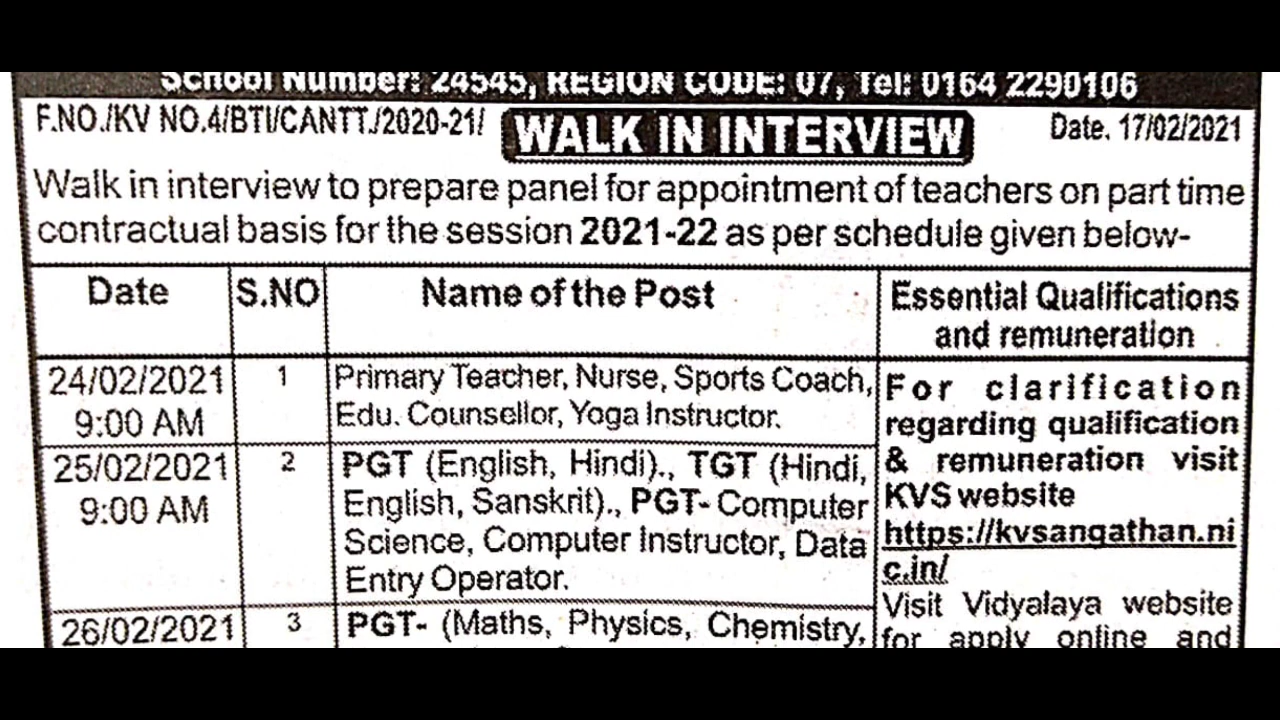 School Number: 24545, REGION CODE: 07, Tel: 0164 2290106
F.NO./KV NO.4/BTI/CANTT./2020-21/ WALK IN INTERVIEW Date. 17/02/2021
Walk in interview to prepare panel for appointment of teachers on part time
contractual basis for the session 2021-22 as per schedule given below-
Date S.NO Name of the Post Essential Qualifications
and remuneration
24/02/2021 1 Primary Teacher, Nurse, Sports Coach,
9:00 AM Edu. Counsellor, Yoga Instructor.
25/02/2021 2 PGT (English, Hindi)., TGT (Hindi,
9:00 AM English, Sanskrit)., PGT- Computer
Science, Computer Instructor, Data
Entry Operator.
26/02/2021 3 PGT- (Maths, Physics, Chemistry,
For clarification
regarding qualification
& remuneration visit
KVS website
https://kvsangathan.ni
c.in/
Visit Vidyalaya website
for apply online and